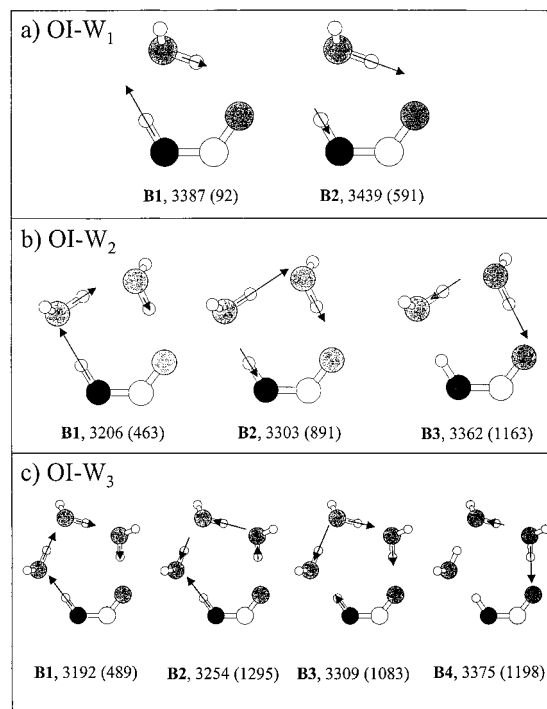 a) OI-W1
B1, 3387 (92) B2, 3439 (591)
b) OI-W2
B1, 3206 (463) B2, 3303 (891) B3, 3362 (1163)
c) OI-W3
B1, 3192 (489) B2, 3254 (1295) B3, 3309 (1083) B4, 3375 (1198)